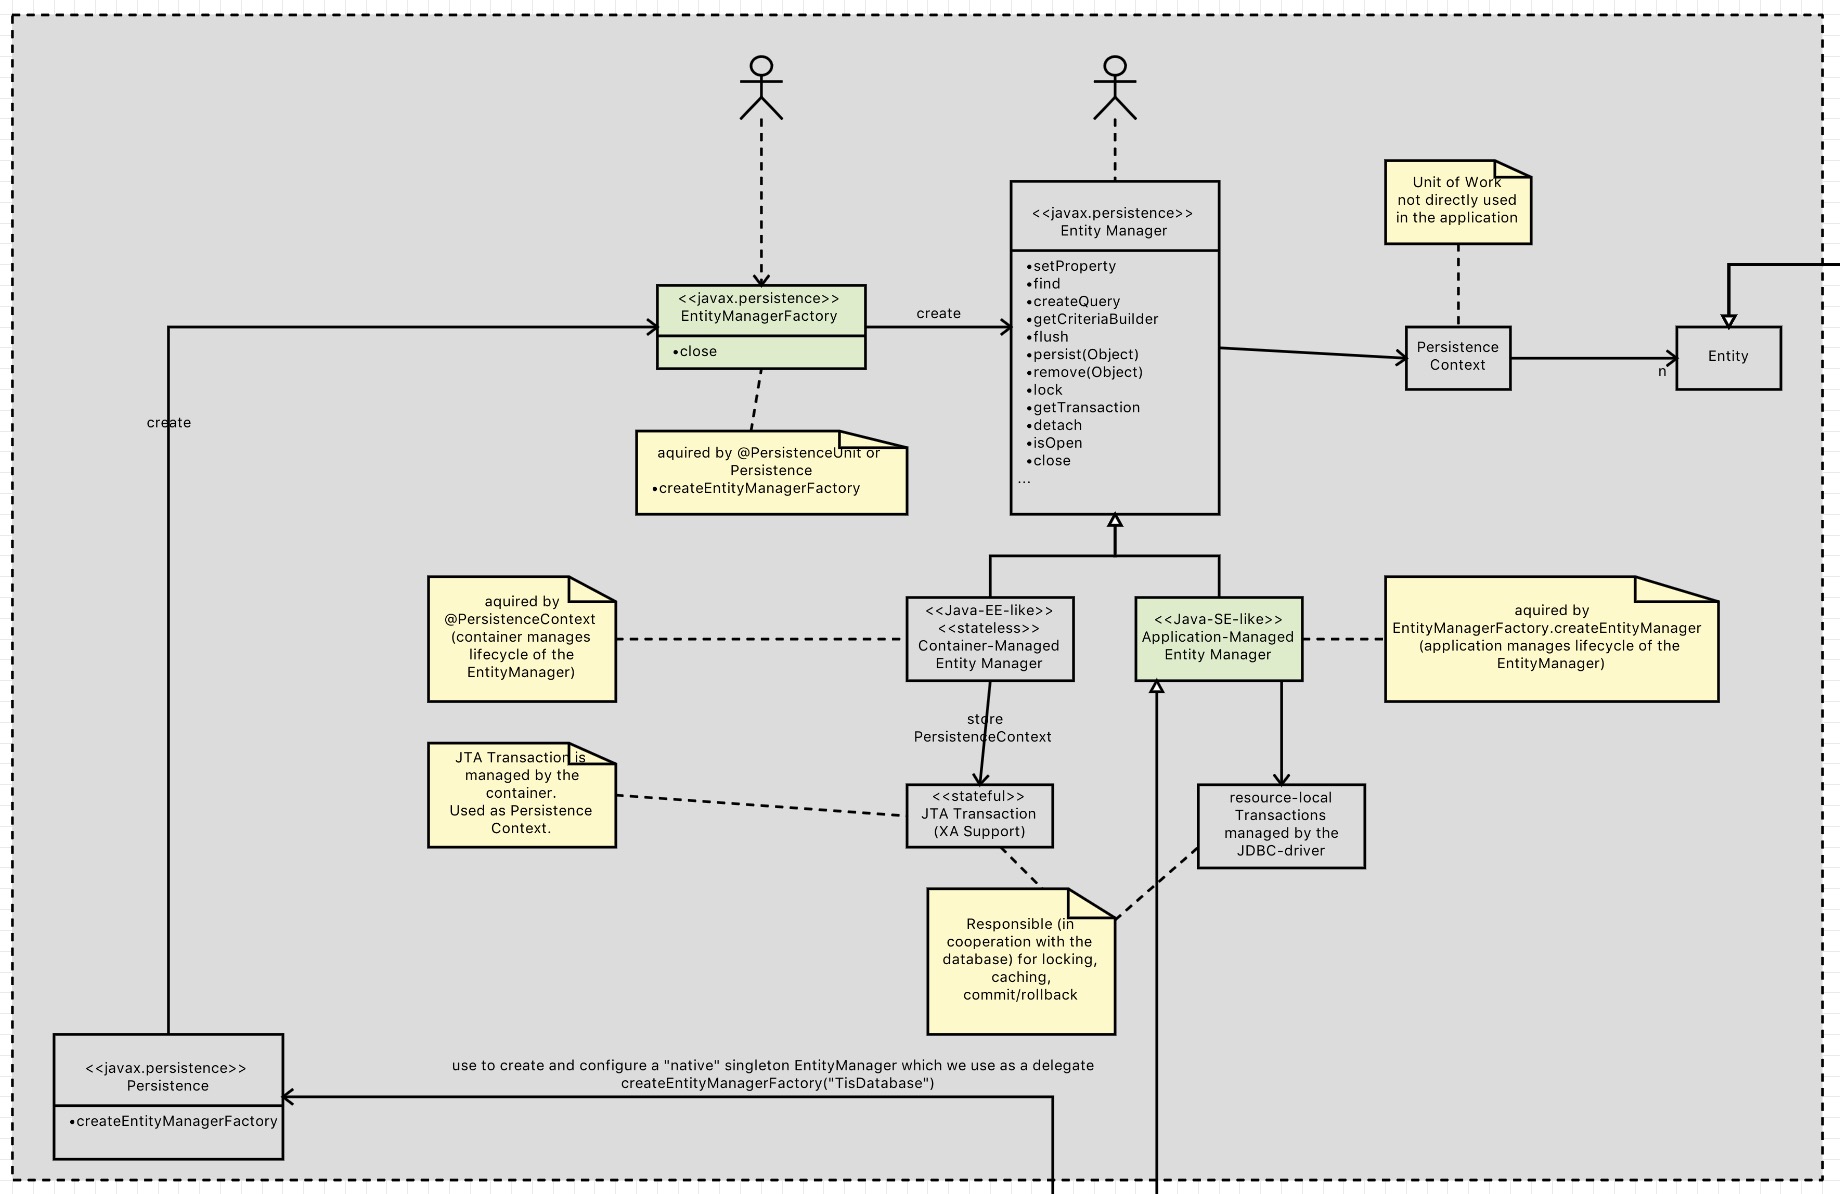 Unit of Work
not directly used
in the application
<<javax.persistence>>
Entity Manager
•setProperty
•find
•createQuery
•getCriteriaBuilder
•flush
•persist(Object)
•remove(Object)
•lock
•getTransaction
•detach
•isOpen
•close
...
<<javax.persistence>>
EntityManagerFactory
•close
create
Persistence
Context
n
Entity
create
aquired by @PersistenceUnit or
Persistence
•createEntityManagerFactory
aquired by
@PersistenceContext
(container manages
lifecycle of the
EntityManager)
<<Java-EE-like>>
<<stateless>>
Container-Managed
Entity Manager
<<Java-SE-like>>
Application-Managed
Entity Manager
aquired by
EntityManagerFactory.createEntityManager
(application manages lifecycle of the
EntityManager)
store
PersistenceContext
JTA Transaction is
managed by the
container.
Used as Persistence
Context.
<<stateful>>
JTA Transaction
(XA Support)
resource-local
Transactions
managed by the
JDBC-driver
Responsible (in
cooperation with the
database) for locking,
caching,
commit/rollback
<<javax.persistence>>
Persistence
•createEntityManagerFactory
use to create and configure a "native" singleton EntityManager which we use as a delegate
createEntityManagerFactory("TisDatabase")